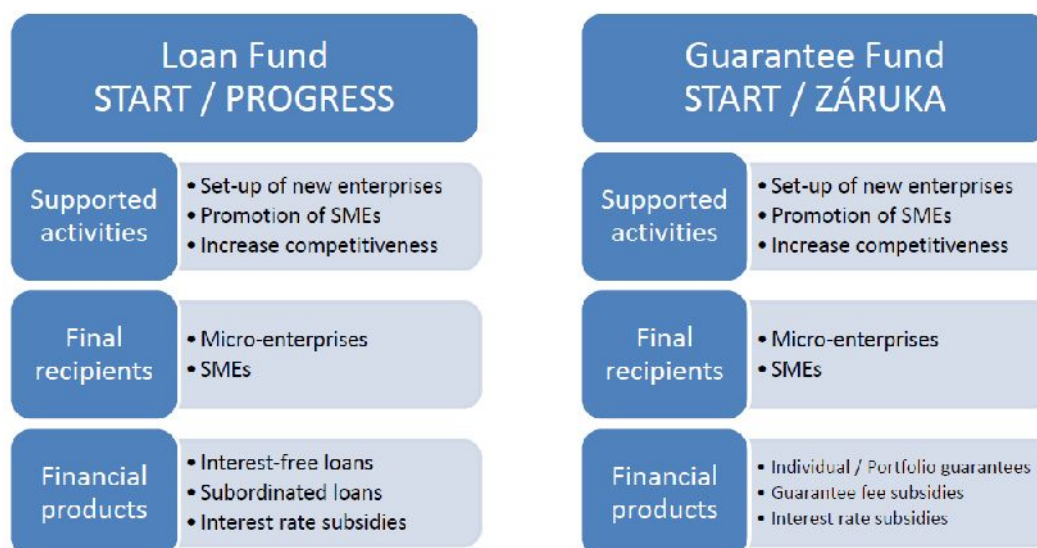 Loan Fund
START / PROGRESS
Supported
activities
• Set-up of new enterprises
• Promotion of SMEs
• Increase competitiveness
Final
recipients
• Micro-enterprises
• SMEs
Financial
products
• Interest-free loans
• Subordinated loans
• Interest rate subsidies
Guarantee Fund
START / ZÁRUKA
Supported
activities
• Set-up of new enterprises
• Promotion of SMEs
• Increase competitiveness
Final
recipients
• Micro-enterprises
• SMEs
Financial
products
• Individual / Portfolio guarantees
• Guarantee fee subsidies
• Interest rate subsidies